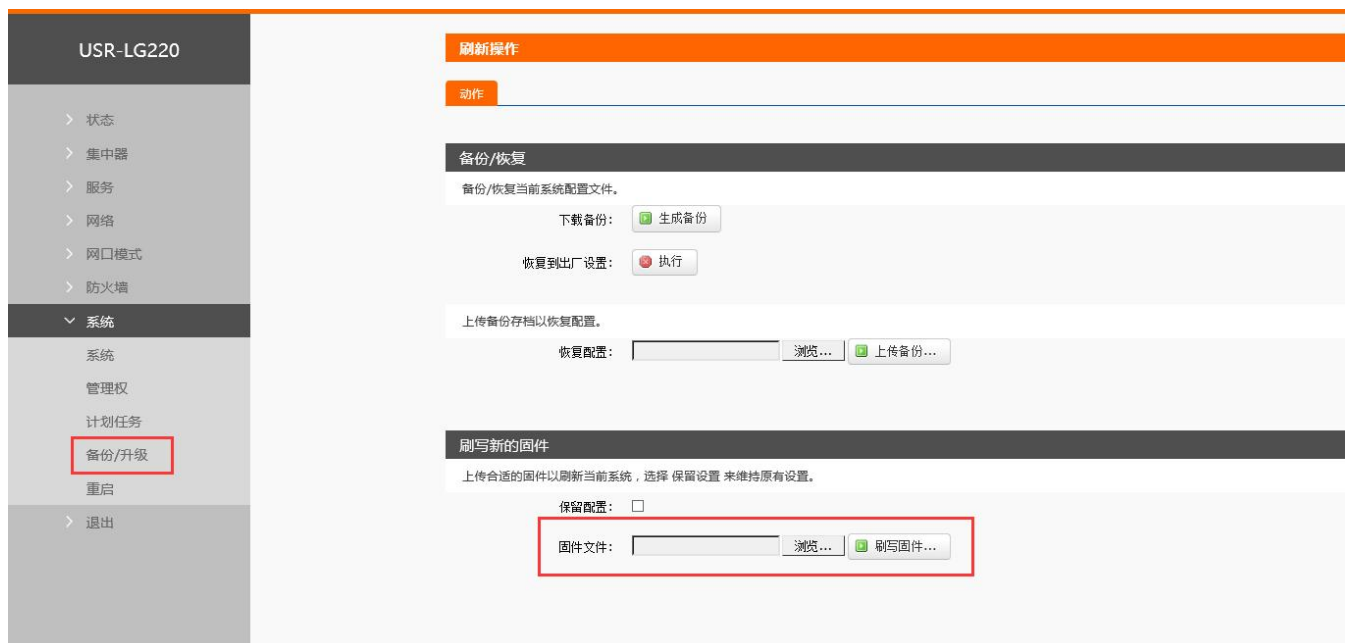 USR-LG220
状态
集中器
服务
网络
网口模式
防火墙
系统
系统
管理权
计划任务
备份/升级
重启
退出
刷新操作
动作
备份/恢复
备份/恢复当前系统配置文件。
下载备份： 生成备份
恢复到出厂设置： 执行
上传备份存档以恢复配置。
恢复配置： 浏览... 上传备份...
刷写新的固件
上传合适的固件以刷新当前系统，选择 保留设置 来维持原有设置。
保留配置：
固件文件： 浏览... 刷写固件...